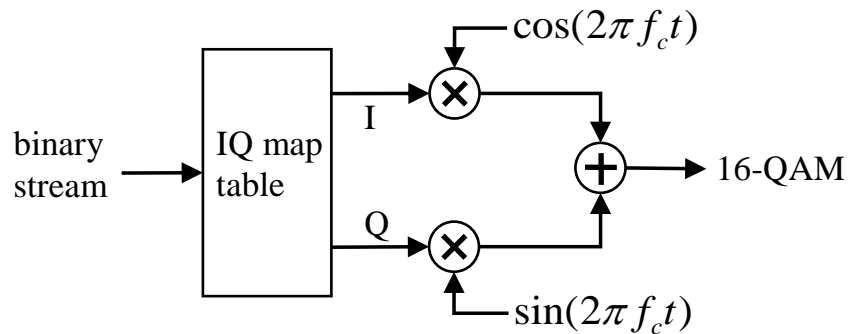 cos(2πf_ct)
I
binary
stream
IQ map
table
16-QAM
Q
sin(2πf_ct)